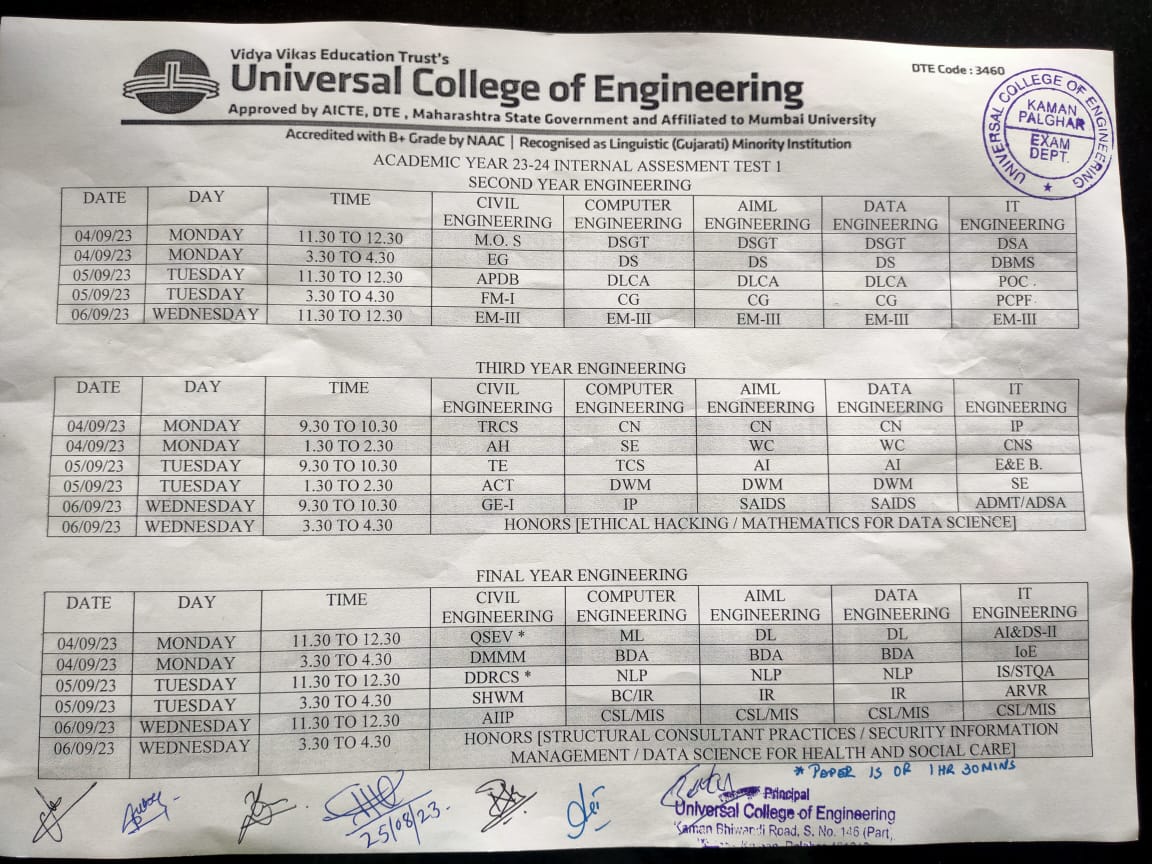 Vidya Vikas Education Trust's
Universal College of Engineering
DTE Code : 3460
Approved by AICTE, DTE , Maharashtra State Government and Affiliated to Mumbai University
Accredited with B+ Grade by NAAC | Recognised as Linguistic (Gujarati) Minority Institution
UNIVERSAL COLLEGE OF ENGINEERING
KAMAN
PALGHAR
EXAM
DEPT.
ACADEMIC YEAR 23-24 INTERNAL ASSESMENT TEST 1
SECOND YEAR ENGINEERING
DATE DAY TIME CIVIL ENGINEERING COMPUTER ENGINEERING AIML ENGINEERING DATA ENGINEERING IT ENGINEERING
04/09/23 MONDAY 11.30 TO 12.30 M.O. S DSGT DSGT DSGT DSA
04/09/23 MONDAY 3.30 TO 4.30 EG DS DS DS DBMS
05/09/23 TUESDAY 11.30 TO 12.30 APDB DLCA DLCA DLCA POC .
05/09/23 TUESDAY 3.30 TO 4.30 FM-I CG CG CG PCPF
06/09/23 WEDNESDAY 11.30 TO 12.30 EM-III EM-III EM-III EM-III EM-III
THIRD YEAR ENGINEERING
DATE DAY TIME CIVIL ENGINEERING COMPUTER ENGINEERING AIML ENGINEERING DATA ENGINEERING IT ENGINEERING
04/09/23 MONDAY 9.30 TO 10.30 TRCS CN CN CN IP
04/09/23 MONDAY 1.30 TO 2.30 AH SE WC WC CNS
05/09/23 TUESDAY 9.30 TO 10.30 TE TCS AI AI E&E B.
05/09/23 TUESDAY 1.30 TO 2.30 ACT DWM DWM DWM SE
06/09/23 WEDNESDAY 9.30 TO 10.30 GE-I IP SAIDS SAIDS ADMT/ADSA
06/09/23 WEDNESDAY 3.30 TO 4.30 HONORS [ETHICAL HACKING / MATHEMATICS FOR DATA SCIENCE]
FINAL YEAR ENGINEERING
DATE DAY TIME CIVIL ENGINEERING COMPUTER ENGINEERING AIML ENGINEERING DATA ENGINEERING IT ENGINEERING
04/09/23 MONDAY 11.30 TO 12.30 QSEV * ML DL DL AI&DS-II
04/09/23 MONDAY 3.30 TO 4.30 DMMM BDA BDA BDA IoE
05/09/23 TUESDAY 11.30 TO 12.30 DDRCS * NLP NLP NLP IS/STQA
05/09/23 TUESDAY 3.30 TO 4.30 SHWM BC/IR IR IR ARVR
06/09/23 WEDNESDAY 11.30 TO 12.30 AIIP CSL/MIS CSL/MIS CSL/MIS CSL/MIS
06/09/23 WEDNESDAY 3.30 TO 4.30 HONORS [STRUCTURAL CONSULTANT PRACTICES / SECURITY INFORMATION
MANAGEMENT / DATA SCIENCE FOR HEALTH AND SOCIAL CARE]
* PAPER IS OF 1 HR 30 MINS
25/08/23.
Principal
Universal College of Engineering
Kaman Bhiwandi Road, S. No. 146 (Part),